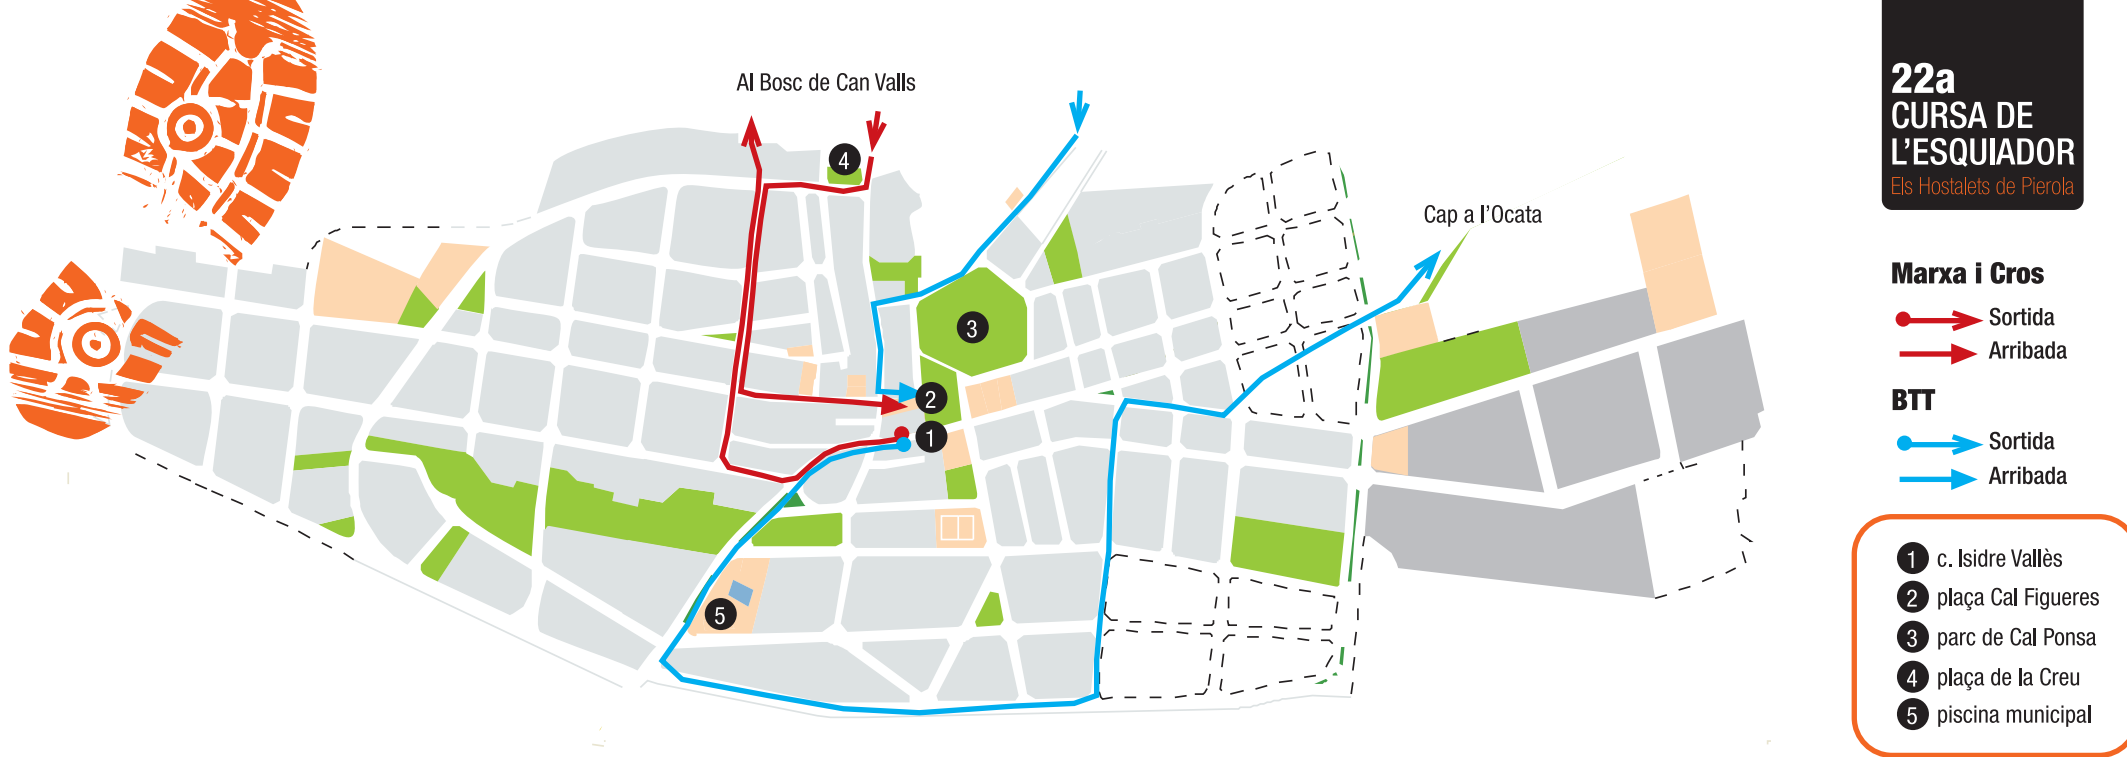 Al Bosc de Can Valls
4
3
2
1
5
Cap a l'Ocata
22a
CURSA DE
L'ESQUIADOR
Els Hostalets de Pierola
Marxa i Cros
Sortida
Arribada
BTT
Sortida
Arribada
1 c. Isidre Vallès
2 plaça Cal Figueres
3 parc de Cal Ponsa
4 plaça de la Creu
5 piscina municipal